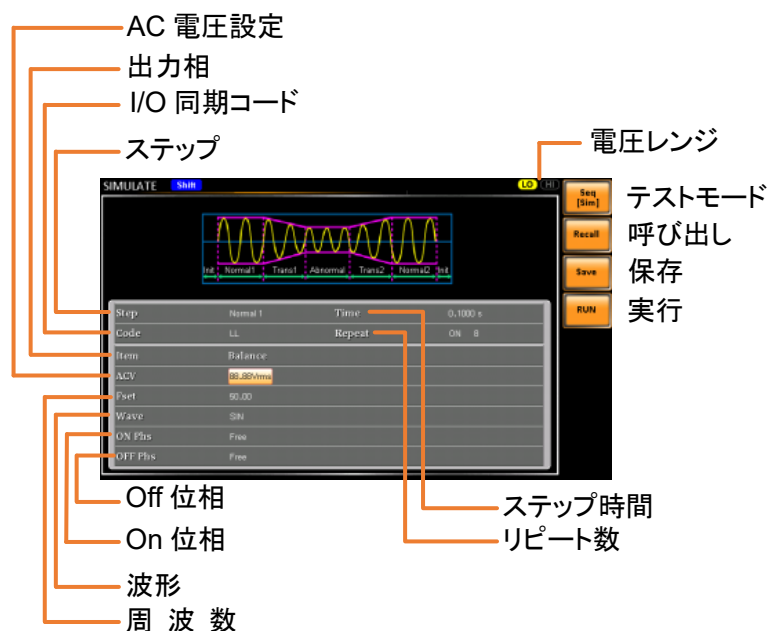 AC 電圧設定
出力相
I/O 同期コード
ステップ
電圧レンジ
SIMULATE Shift LO HI
Seq [Sim] テストモード
Recall 呼び出し
Save 保存
RUN 実行
Init Normal1 Trans1 Abnormal Trans2 Normal2 Init
Step Normal 1 Time 0.1000 s
Code LL Repeat ON 8
Item Balance
ACV 88.88Vrms
Fset 50.00
Wave SIN
ON Phs Free
OFF Phs Free
Off 位相
On 位相
波形
周 波 数
ステップ時間
リピート数